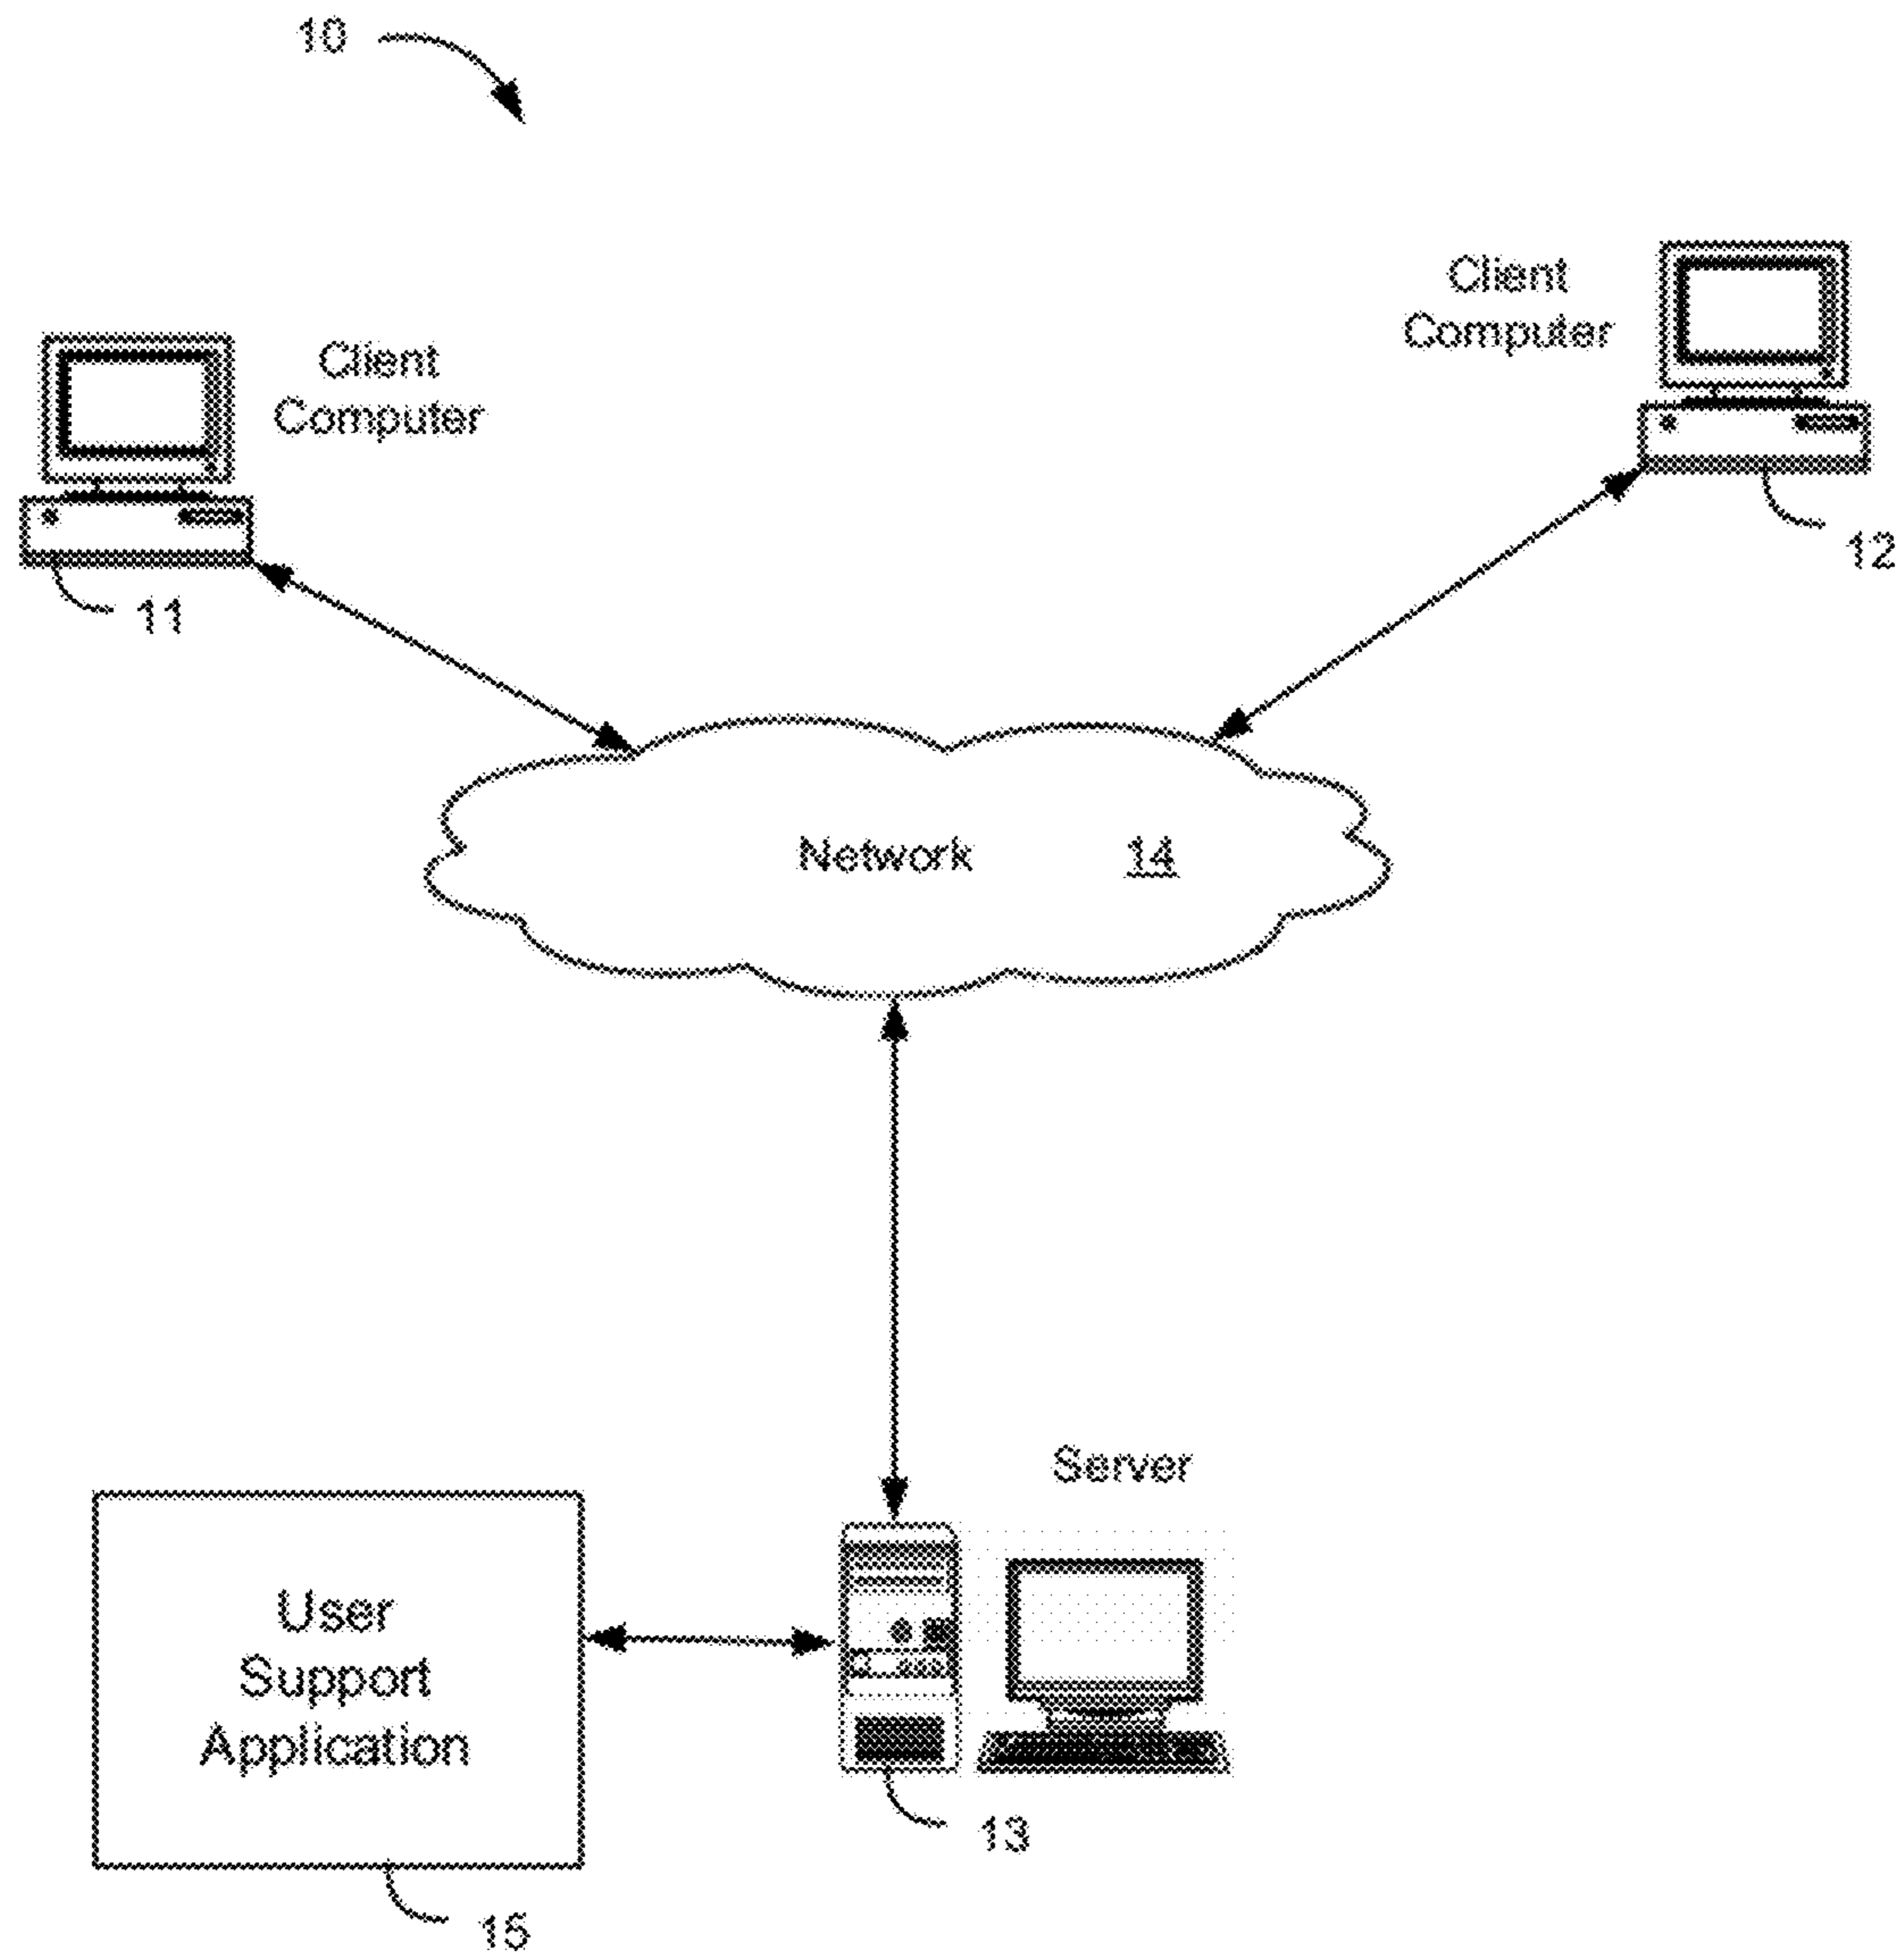 10
Client
Computer
12
Client
Computer
11
Network 14
Server
User
Support
Application
13
15